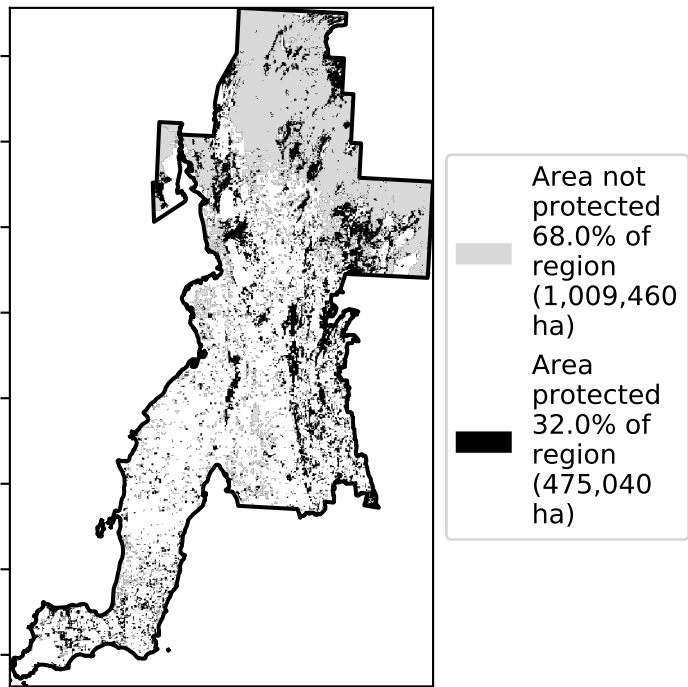 Area not
protected
68.0% of
region
(1,009,460
ha)
Area
protected
32.0% of
region
(475,040
ha)